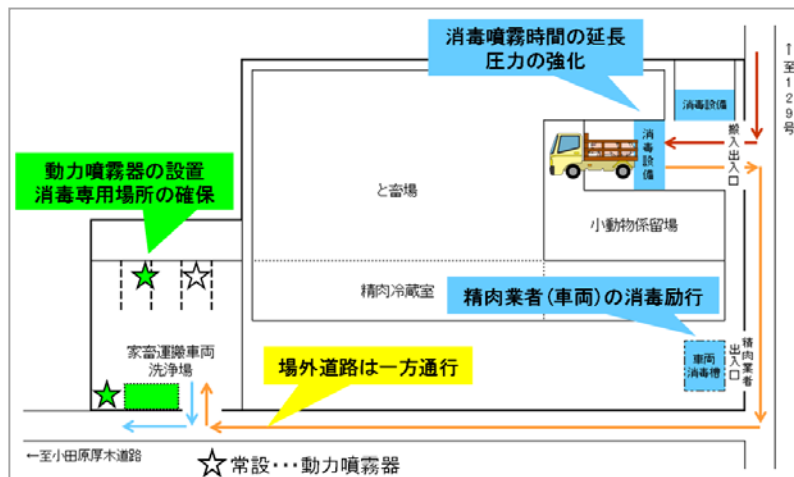 消毒噴霧時間の延長
圧力の強化
↑至129号
消毒設備
搬入出入口
消毒設備
動力噴霧器の設置
消毒専用場所の確保
と畜場
小動物係留場
精肉冷蔵室
精肉業者(車両)の消毒励行
家畜運搬車両
洗浄場
場外道路は一方通行
車両
消毒槽
精肉業者
出入口
←至小田原厚木道路
☆常設・・・動力噴霧器